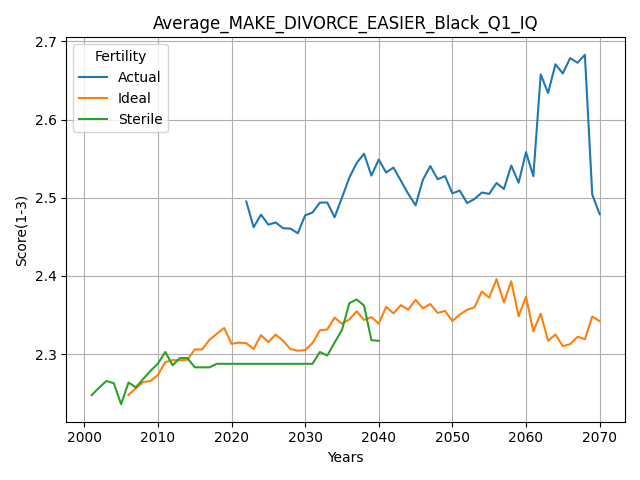 Average_MAKE_DIVORCE_EASIER_Black_Q1_IQ
Fertility
Actual
Ideal
Sterile
Score(1-3)
2.7
2.6
2.5
2.4
2.3
2000 2010 2020 2030 2040 2050 2060 2070
Years